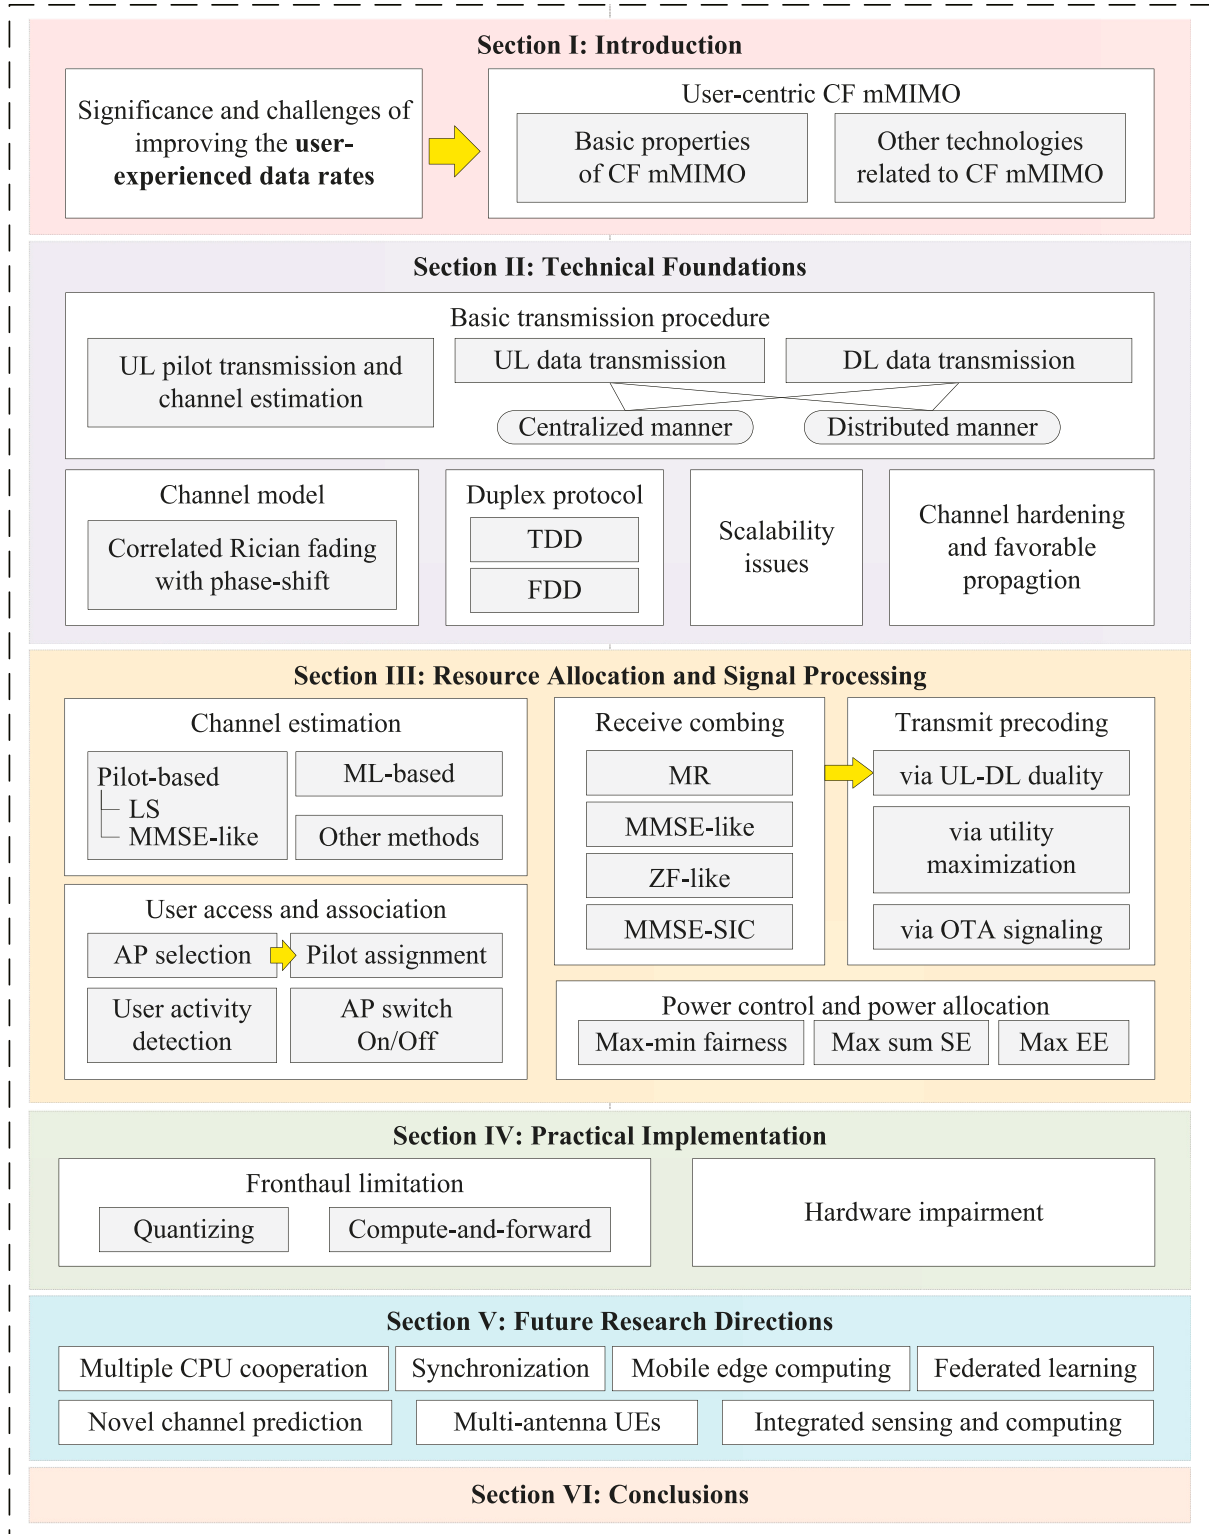 Section I: Introduction
Significance and challenges of
improving the user-
experienced data rates
User-centric CF mMIMO
Basic properties
of CF mMIMO
Other technologies
related to CF mMIMO
Section II: Technical Foundations
Basic transmission procedure
UL pilot transmission and
channel estimation
UL data transmission
DL data transmission
Centralized manner
Distributed manner
Channel model
Correlated Rician fading
with phase-shift
Duplex protocol
TDD
FDD
Scalability
issues
Channel hardening
and favorable
propagtion
Section III: Resource Allocation and Signal Processing
Channel estimation
Pilot-based
LS
MMSE-like
ML-based
Other methods
User access and association
AP selection
Pilot assignment
User activity
detection
AP switch
On/Off
Receive combing
MR
MMSE-like
ZF-like
MMSE-SIC
Transmit precoding
via UL-DL duality
via utility
maximization
via OTA signaling
Power control and power allocation
Max-min fairness
Max sum SE
Max EE
Section IV: Practical Implementation
Fronthaul limitation
Quantizing
Compute-and-forward
Hardware impairment
Section V: Future Research Directions
Multiple CPU cooperation
Synchronization
Mobile edge computing
Federated learning
Novel channel prediction
Multi-antenna UEs
Integrated sensing and computing
Section VI: Conclusions